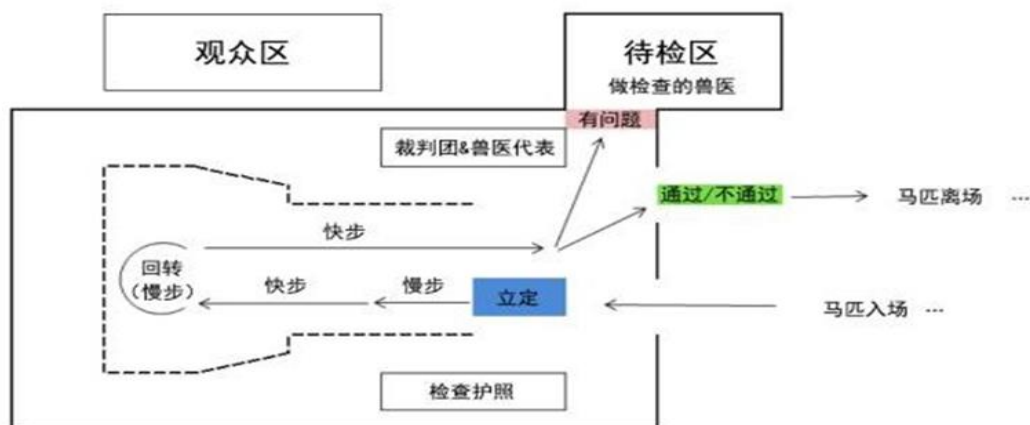 观众区
待检区
做检查的兽医
有问题
裁判团&兽医代表
通过/不通过
马匹离场 ···
快步
回转
（慢步）
快步
慢步
立定
马匹入场 ···
检查护照